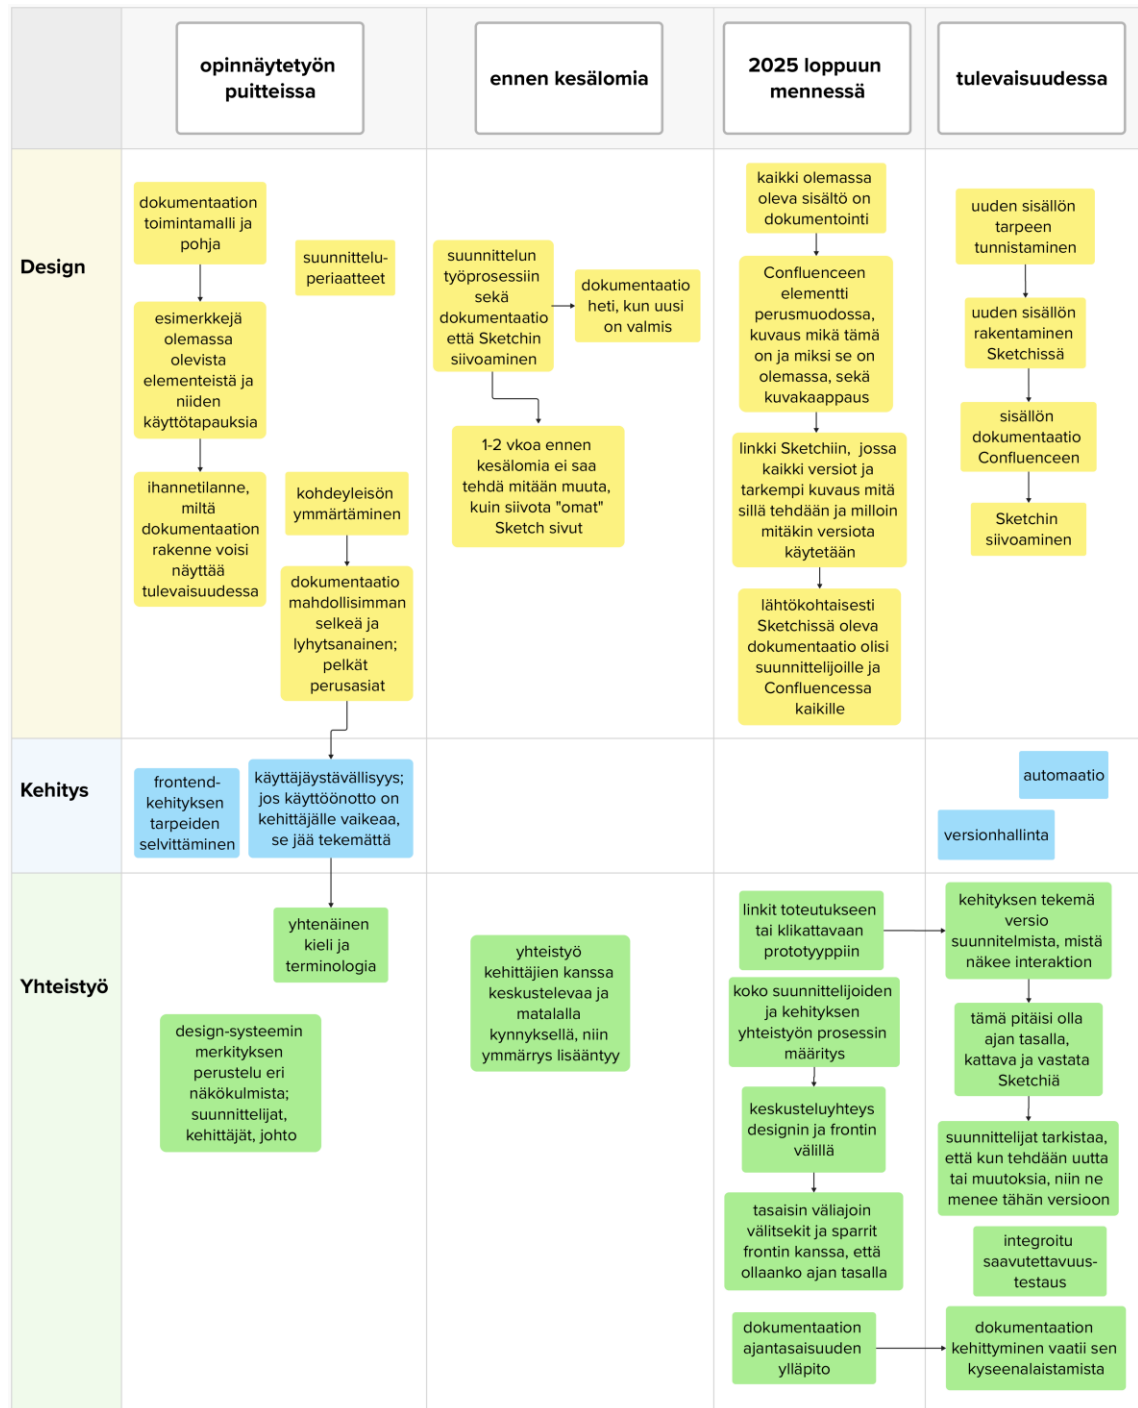 opinnäytetyön
puitteissa
ennen kesälomia
2025 loppuun
mennessä
tulevaisuudessa
Design
dokumentaation
toimintamalli ja
pohja
suunnittelu-
periaatteet
esimerkkejä
olemassa
olevista
elementeistä ja
niiden
käyttötapauksia
ihannetilanne,
miltä
dokumentaation
rakenne voisi
näyttää
tulevaisuudessa
kohdeyleisön
ymmärtäminen
dokumentaatio
mahdollisimman
selkeä ja
lyhytsanainen;
pelkät
perusasiat
suunnittelun
työprosessiin
sekä
dokumentaatio
että Sketchin
siivoaminen
dokumentaatio
heti, kun uusi
on valmis
1-2 vkoa ennen
kesälomia ei saa
tehdä mitään muuta,
kuin siivota "omat"
Sketch sivut
kaikki olemassa
oleva sisältö on
dokumentointi
Confluenceen
elementti
perusmuodossa,
kuvaus mikä tämä
on ja miksi se on
olemassa, sekä
kuvakaappaus
linkki Sketchiin, jossa
kaikki versiot ja
tarkempi kuvaus mitä
sillä tehdään ja milloin
mitäkin versiota
käytetään
lähtökohtaisesti
Sketchissä oleva
dokumentaatio olisi
suunnittelijoille ja
Confluencessa
kaikille
uuden sisällön
tarpeen
tunnistaminen
uuden sisällön
rakentaminen
Sketchissä
sisällön
dokumentaatio
Confluenceen
Sketchin
siivoaminen
Kehitys
frontend-
kehityksen
tarpeiden
selvittäminen
käyttäjäystävällisyys;
jos käyttöönotto on
kehittäjälle vaikeaa,
se jää tekemättä
automaatio
versionhallinta
Yhteistyö
yhtenäinen
kieli ja
terminologia
design-systeemin
merkityksen
perustelu eri
näkökulmista;
suunnittelijat,
kehittäjät, johto
yhteistyö
kehittäjien kanssa
keskustelevaa ja
matalalla
kynnyksellä, niin
ymmärrys lisääntyy
linkit toteutukseen
tai klikattavaan
prototyyppiin
koko suunnittelijoiden
ja kehityksen
yhteistyön prosessin
määritys
keskusteluyhteys
designin ja frontin
välillä
tasaisin väliajoin
välitsekit ja sparrit
frontin kanssa, että
ollaanko ajan tasalla
dokumentaation
ajantasaisuuden
ylläpito
kehityksen tekemä
versio
suunnitelmista, mistä
näkee interaktion
tämä pitäisi olla
ajan tasalla,
kattava ja vastata
Sketchiä
suunnittelijat tarkistaa,
että kun tehdään uutta
tai muutoksia, niin ne
menee tähän versioon
integroitu
saavutettavuus-
testaus
dokumentaation
kehittyminen vaatii sen
kyseenalaistamista